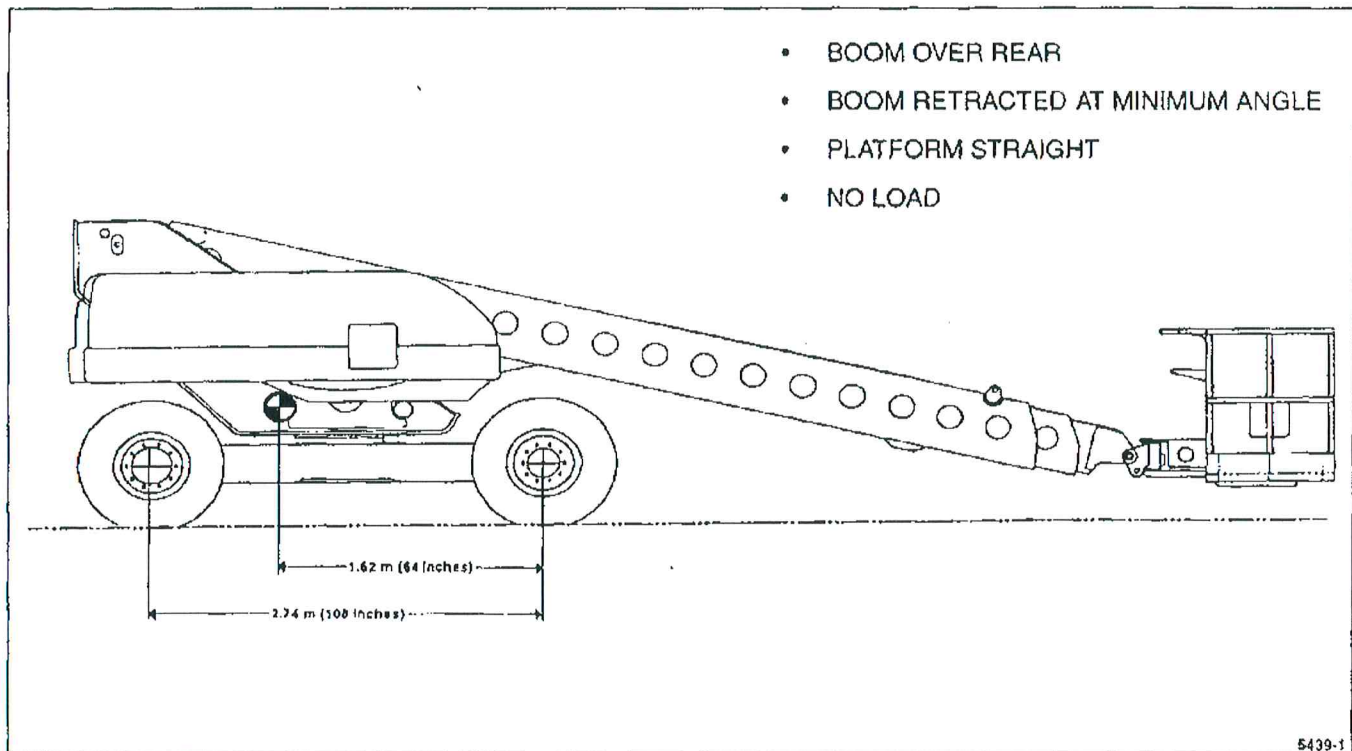 • BOOM OVER REAR
• BOOM RETRACTED AT MINIMUM ANGLE
• PLATFORM STRAIGHT
• NO LOAD
1.62 m (64 inches)
2.74 m (108 inches)
5439-1